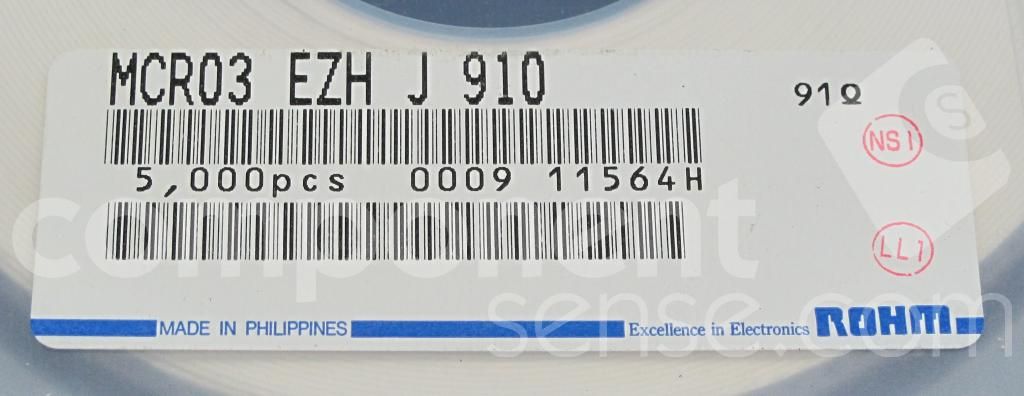 MCR03 EZH J 910
91Ω
NS1
5,000pcs 0009 11564H
LL1
MADE IN PHILIPPINES
Excellence in Electronics
ROHM
component
sense.com
CS